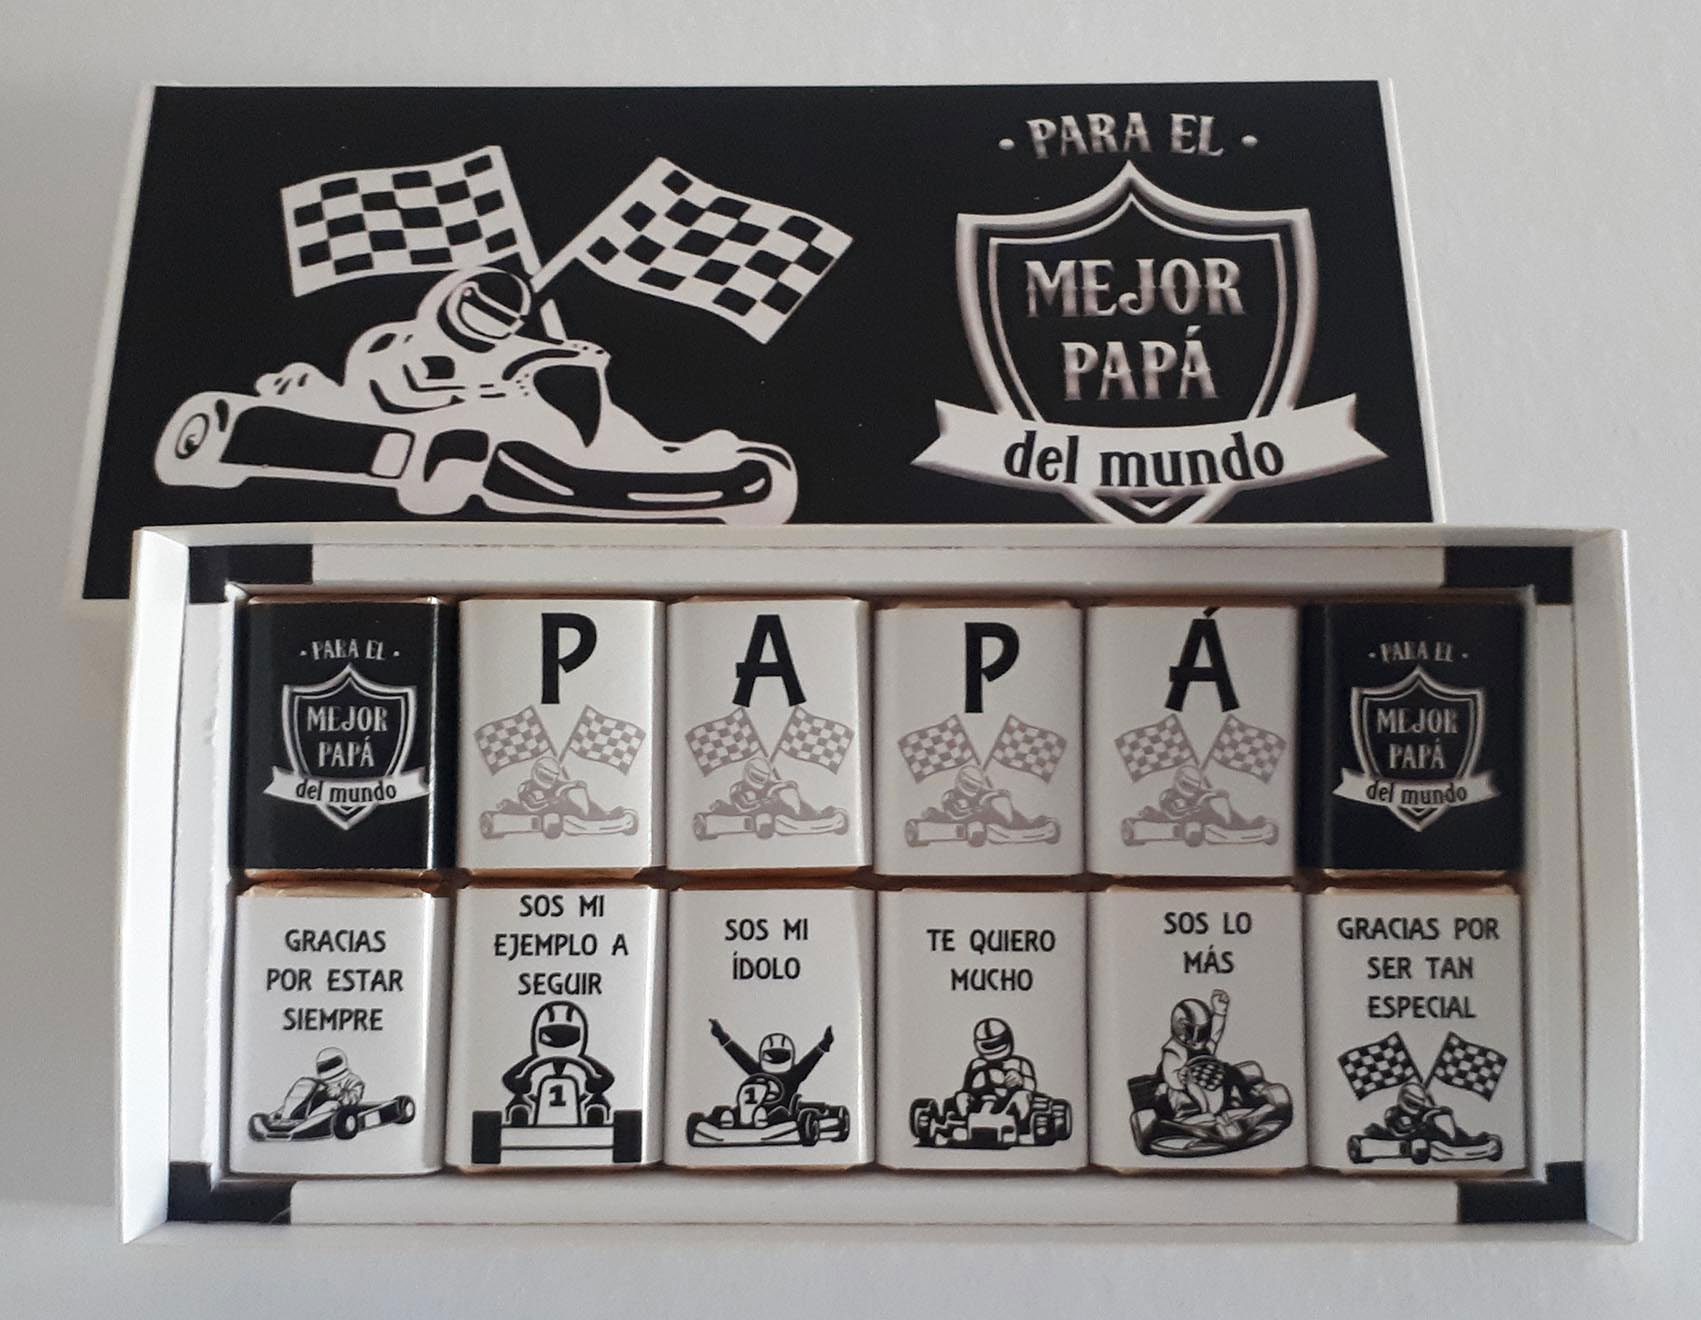 · PARA EL ·
MEJOR
PAPÁ
del mundo
· PARA EL ·
MEJOR
PAPÁ
del mundo
P
A
P
Á
· PARA EL ·
MEJOR
PAPÁ
del mundo
GRACIAS
POR ESTAR
SIEMPRE
SOS MI
EJEMPLO A
SEGUIR
1
SOS MI
ÍDOLO
1
TE QUIERO
MUCHO
SOS LO
MÁS
GRACIAS POR
SER TAN
ESPECIAL